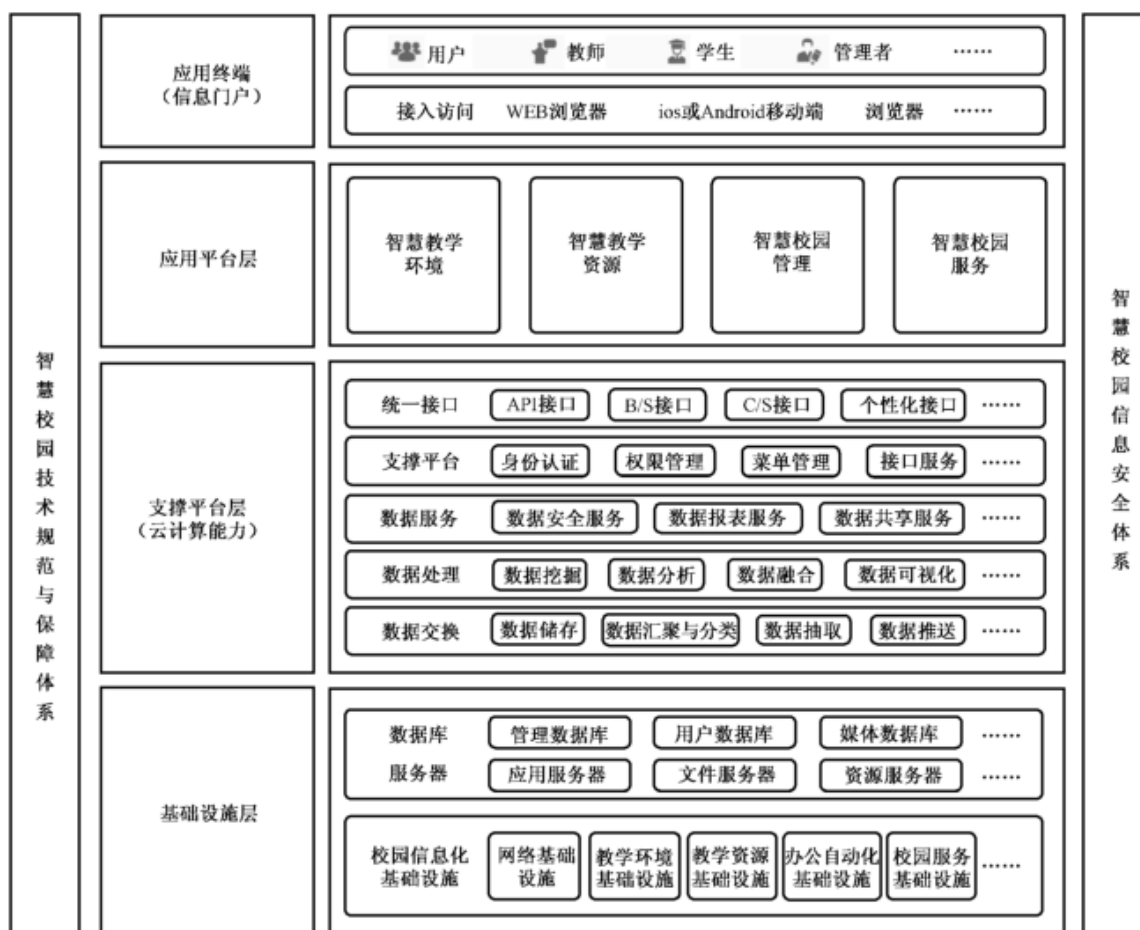 智慧校园技术规范与保障体系
应用终端
（信息门户）
用户 教师 学生 管理者 ……
接入访问 WEB浏览器 ios或Android移动端 浏览器 ……
应用平台层
智慧教学
环境
智慧教学
资源
智慧校园
管理
智慧校园
服务
支撑平台层
（云计算能力）
统一接口 API接口 B/S接口 C/S接口 个性化接口 ……
支撑平台 身份认证 权限管理 菜单管理 接口服务 ……
数据服务 数据安全服务 数据报表服务 数据共享服务 ……
数据处理 数据挖掘 数据分析 数据融合 数据可视化 ……
数据交换 数据储存 数据汇聚与分类 数据抽取 数据推送 ……
基础设施层
数据库 管理数据库 用户数据库 媒体数据库 ……
服务器 应用服务器 文件服务器 资源服务器 ……
校园信息化
基础设施
网络基础
设施
教学环境
基础设施
教学资源
基础设施
办公自动化
基础设施
校园服务
基础设施
……
智慧校园信息安全体系